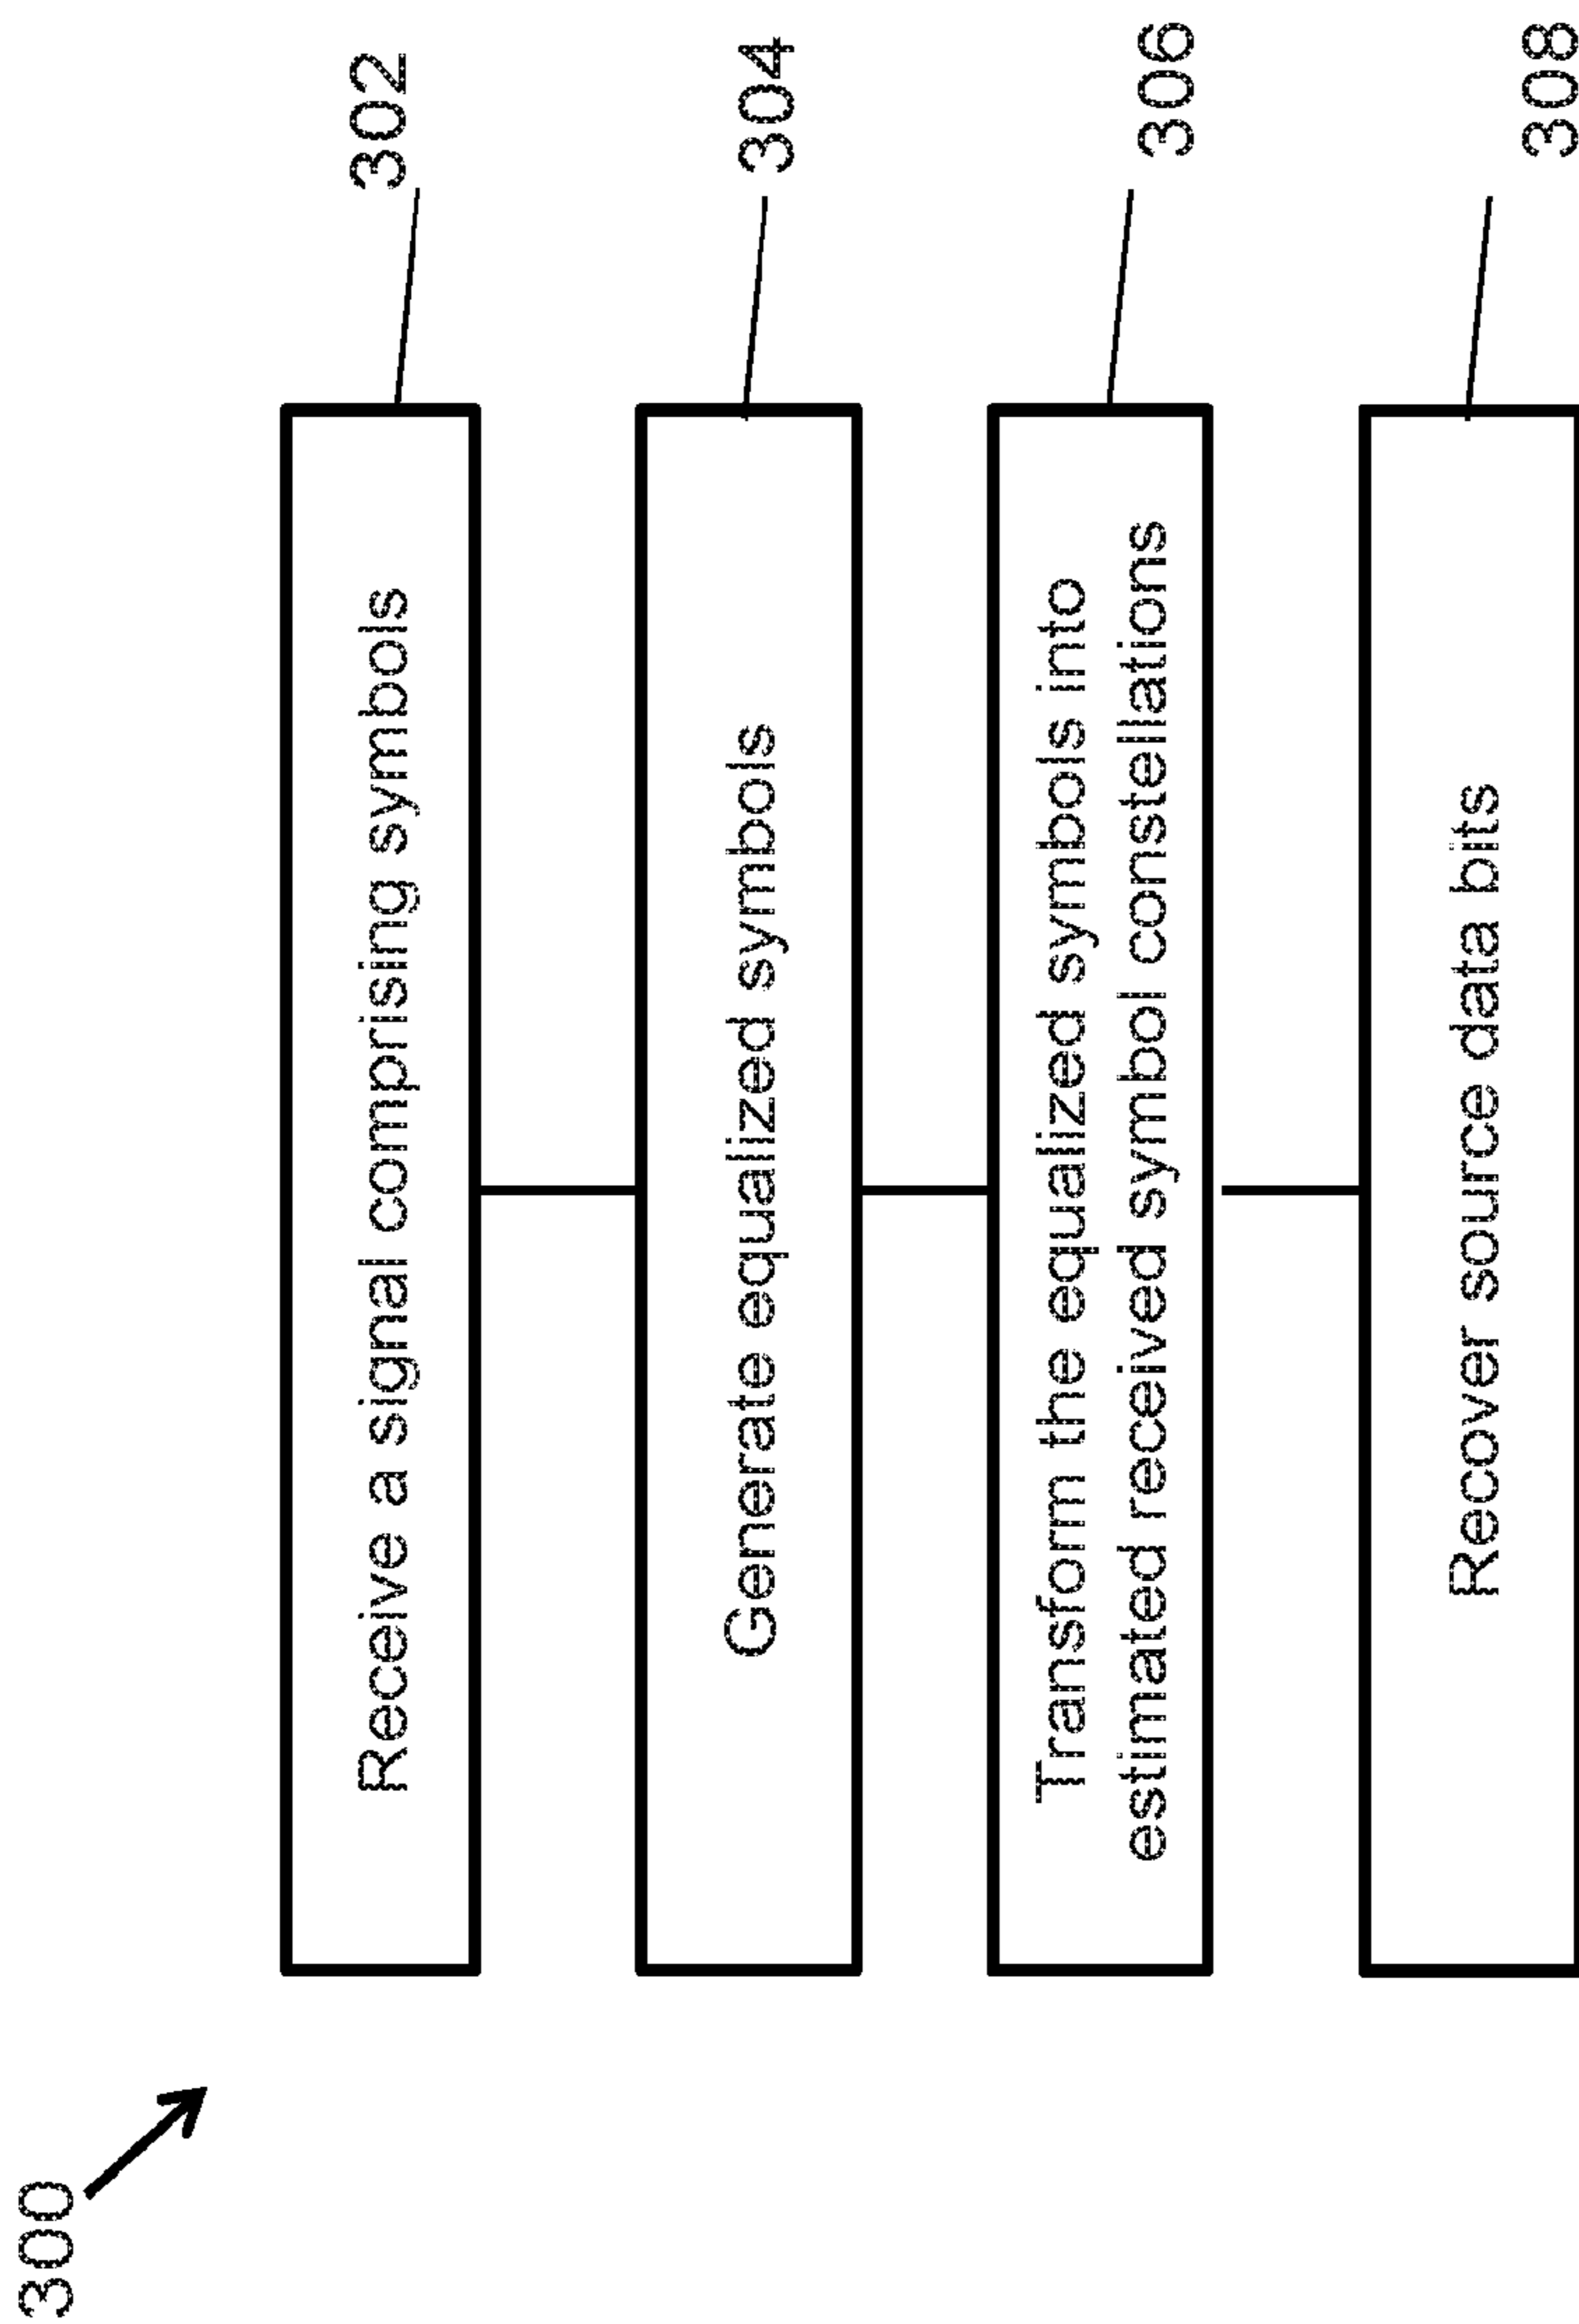 300
Receive a signal comprising symbols
302
Generate equalized symbols
304
Transform the equalized symbols into
estimated received symbol constellations
306
Recover source data bits
308